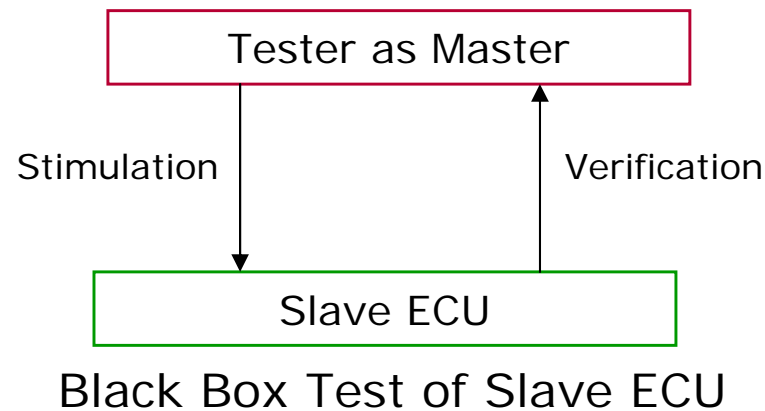 Tester as Master
Stimulation
Verification
Slave ECU
Black Box Test of Slave ECU